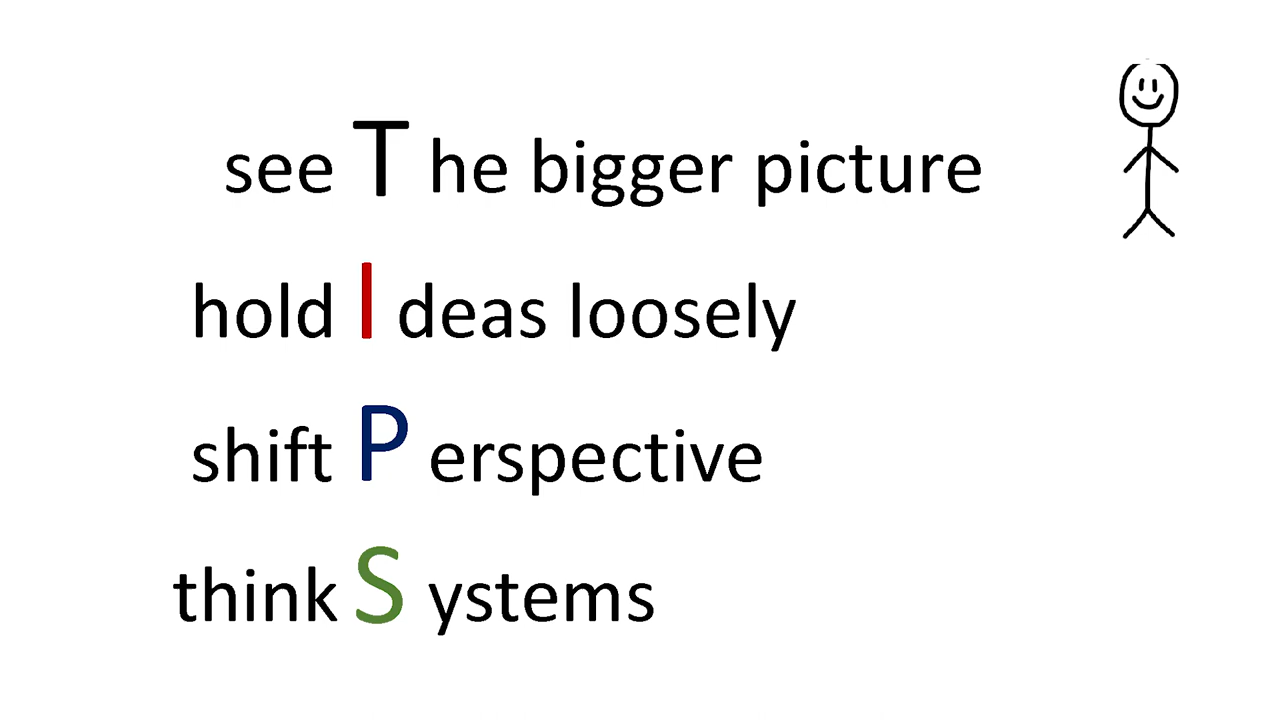 see T he bigger picture
hold I deas loosely
shift P erspective
think S ystems